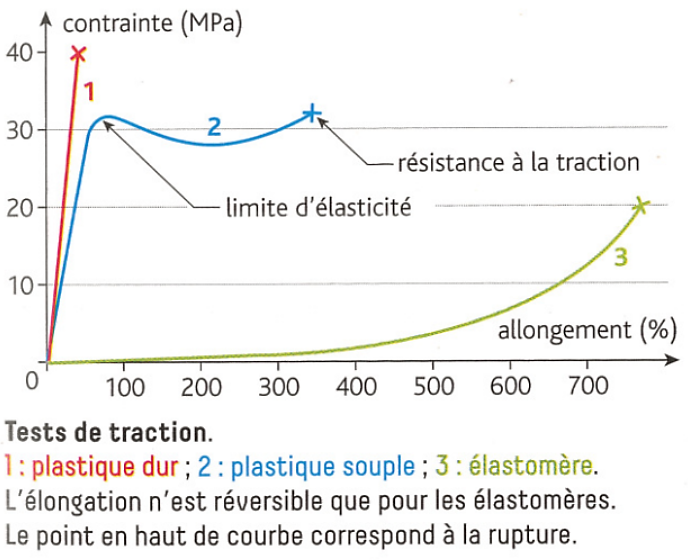 contrainte (MPa)
40
1
30
2
résistance à la traction
20
limite d'élasticité
3
10
allongement (%)
0
100 200 300 400 500 600 700
Tests de traction.
1 : plastique dur ; 2 : plastique souple ; 3 : élastomère.
L'élongation n'est réversible que pour les élastomères.
Le point en haut de courbe correspond à la rupture.